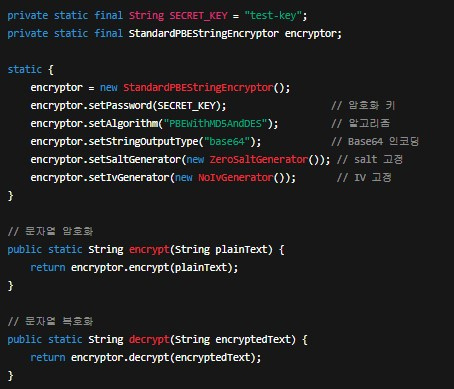 private static final String SECRET_KEY = "test-key";
private static final StandardPBEStringEncryptor encryptor;
static {
encryptor = new StandardPBEStringEncryptor();
encryptor.setPassword(SECRET_KEY); // 암호화 키
encryptor.setAlgorithm("PBEWithMD5AndDES"); // 알고리즘
encryptor.setStringOutputType("base64"); // Base64 인코딩
encryptor.setSaltGenerator(new ZeroSaltGenerator()); // salt 고정
encryptor.setIvGenerator(new NoIvGenerator()); // IV 고정
}
// 문자열 암호화
public static String encrypt(String plainText) {
return encryptor.encrypt(plainText);
}
// 문자열 복호화
public static String decrypt(String encryptedText) {
return encryptor.decrypt(encryptedText);
}